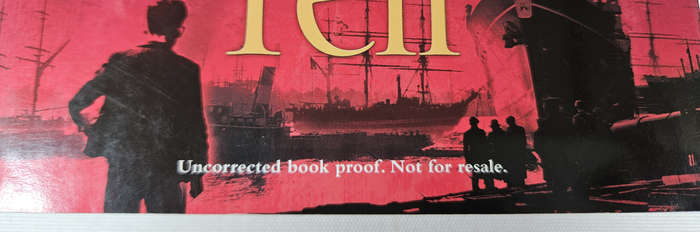 Uncorrected book proof. Not for resale.